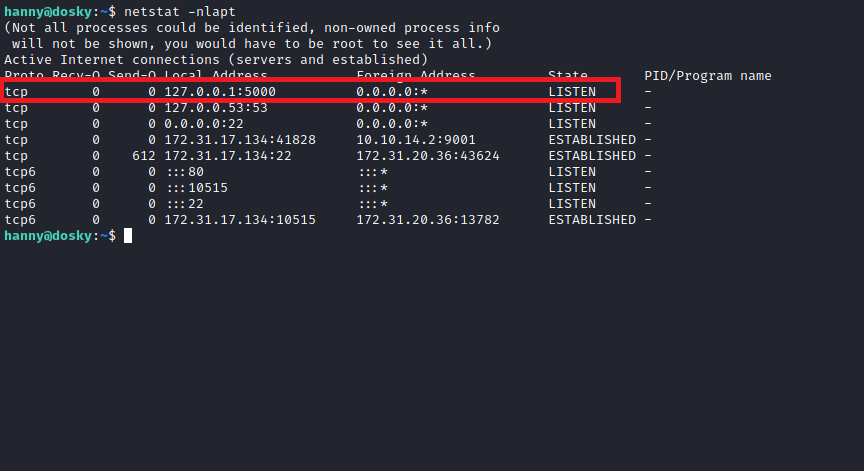 hanny@dosky:~$ netstat -nlapt
(Not all processes could be identified, non-owned process info
 will not be shown, you would have to be root to see it all.)
Active Internet connections (servers and established)
Proto Recv-Q Send-Q Local Address           Foreign Address         State       PID/Program name
tcp        0      0 127.0.0.1:5000          0.0.0.0:*               LISTEN      -
tcp        0      0 127.0.0.53:53           0.0.0.0:*               LISTEN      -
tcp        0      0 0.0.0.0:22              0.0.0.0:*               LISTEN      -
tcp        0      0 172.31.17.134:41828     10.10.14.2:9001         ESTABLISHED -
tcp        0    612 172.31.17.134:22        172.31.20.36:43624      ESTABLISHED -
tcp6       0      0 :::80                   :::*                    LISTEN      -
tcp6       0      0 :::10515                :::*                    LISTEN      -
tcp6       0      0 :::22                   :::*                    LISTEN      -
tcp6       0      0 172.31.17.134:10515     172.31.20.36:13782      ESTABLISHED -
hanny@dosky:~$